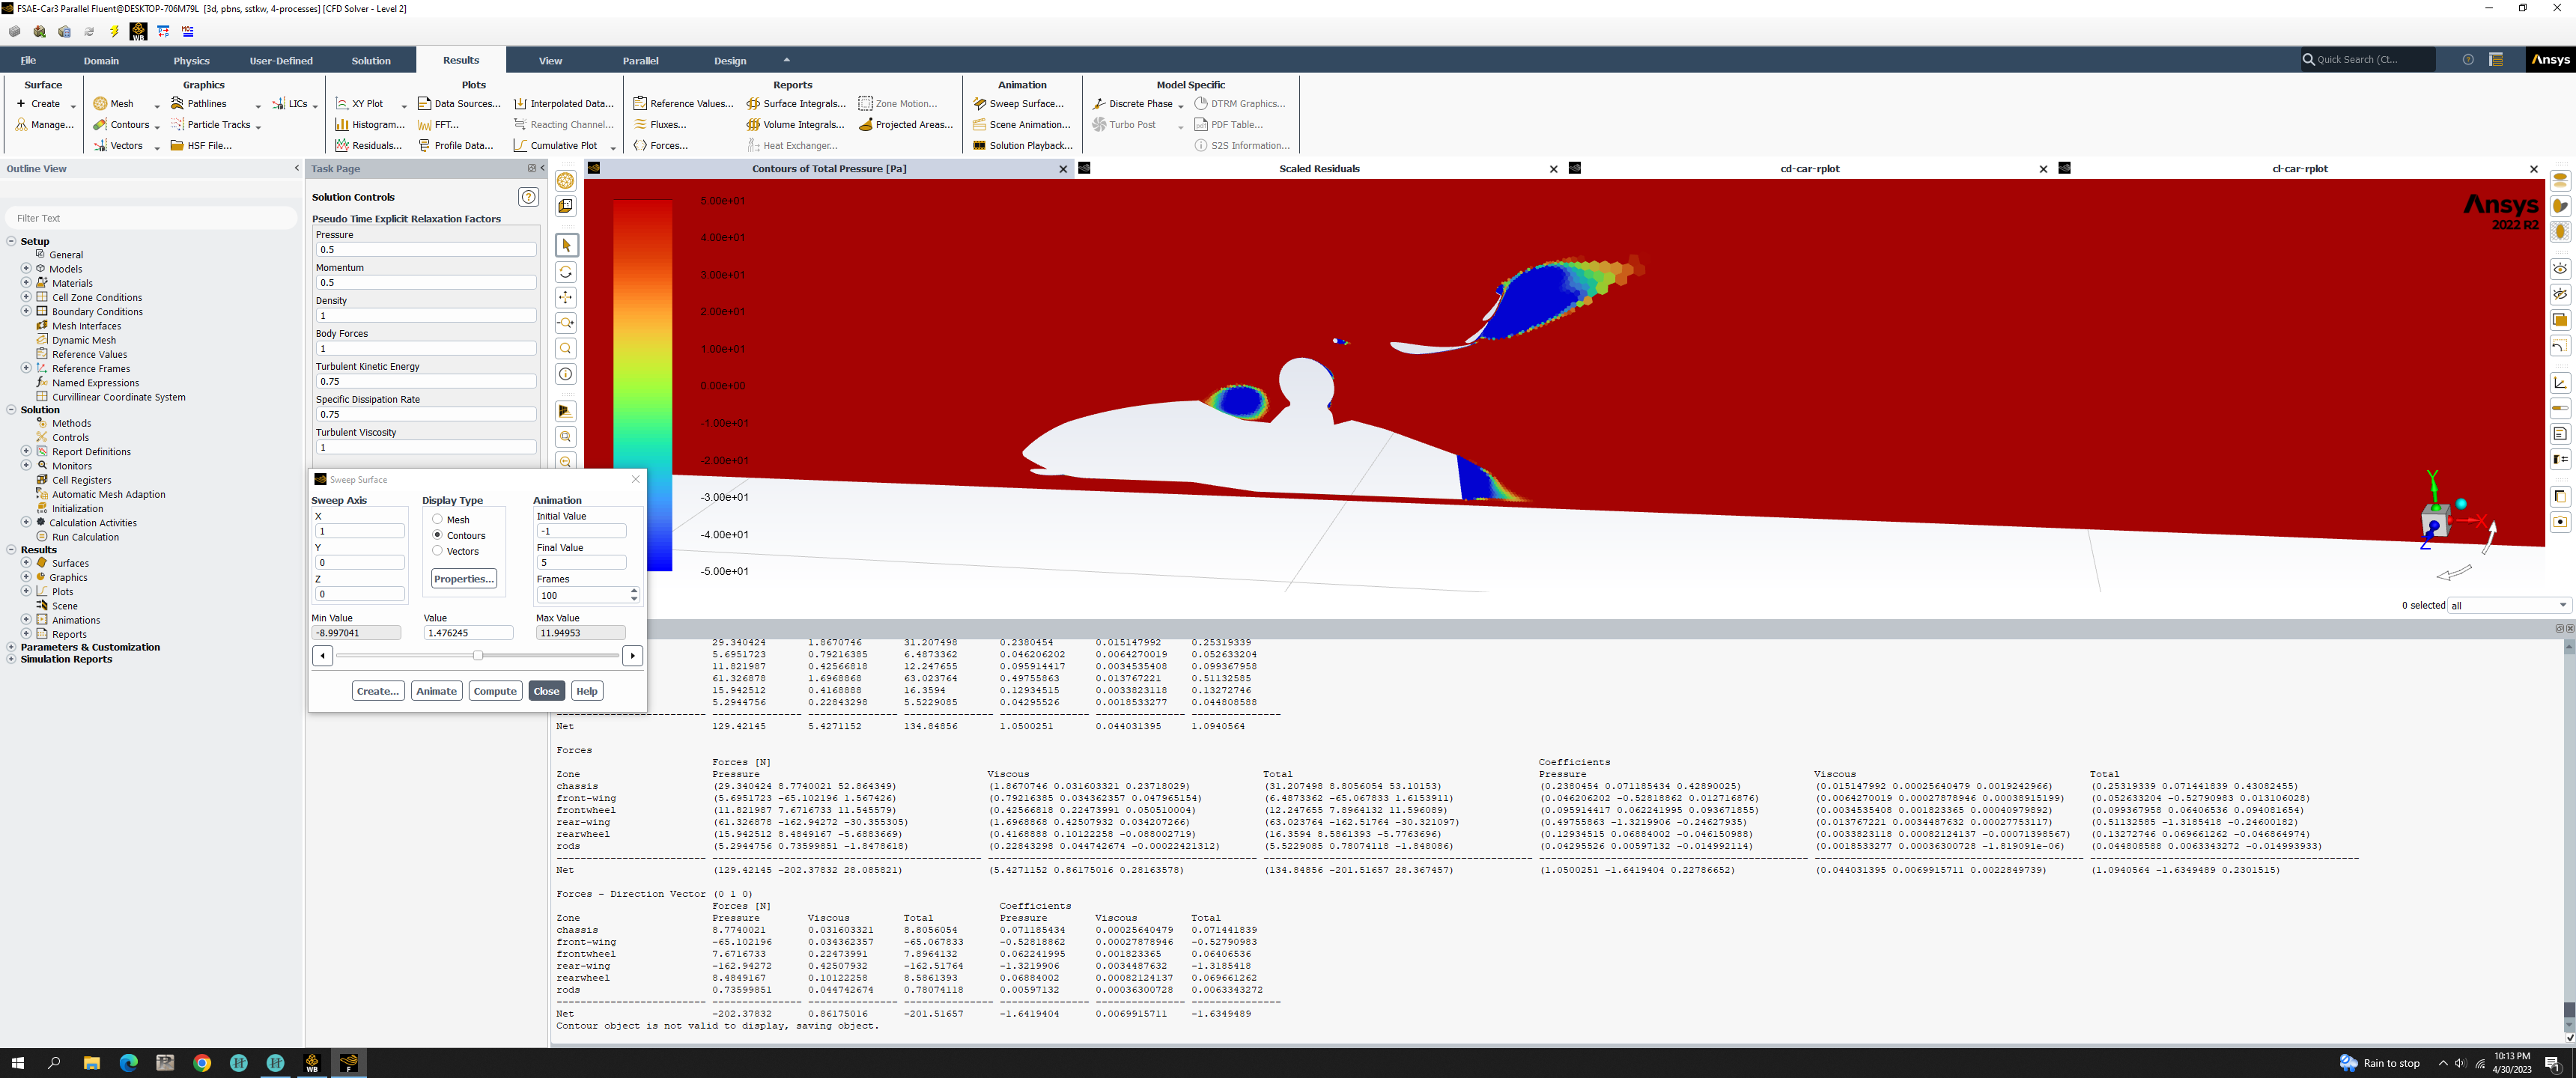 FSAE-Car3 Parallel Fluent@DESKTOP-706M79L [3d, pbns, sstkw, 4-processes] [CFD Solver - Level 2]
File Domain Physics User-Defined Solution Results View Parallel Design
Quick Search (Ct...
Ansys
Surface Graphics Plots Reports Animation Model Specific
Create Mesh Pathlines LICs XY Plot Data Sources... Interpolated Data... Reference Values... Surface Integrals... Zone Motion... Sweep Surface... Discrete Phase DTRM Graphics...
Manage... Contours Particle Tracks Histogram... FFT... Reacting Channel... Fluxes... Volume Integrals... Projected Areas... Scene Animation... Turbo Post PDF Table...
Vectors HSF File... Residuals... Profile Data... Cumulative Plot Forces... Heat Exchanger... Solution Playback... S2S Information...
Outline View
Filter Text
Setup
General
Models
Materials
Cell Zone Conditions
Boundary Conditions
Mesh Interfaces
Dynamic Mesh
Reference Values
Reference Frames
Named Expressions
Curvillinear Coordinate System
Solution
Methods
Controls
Report Definitions
Monitors
Cell Registers
Automatic Mesh Adaption
Initialization
Calculation Activities
Run Calculation
Results
Surfaces
Graphics
Plots
Scene
Animations
Reports
Parameters & Customization
Simulation Reports
Task Page
Solution Controls
Pseudo Time Explicit Relaxation Factors
Pressure
0.5
Momentum
0.5
Density
1
Body Forces
1
Turbulent Kinetic Energy
0.75
Specific Dissipation Rate
0.75
Turbulent Viscosity
1
Sweep Surface
Sweep Axis Display Type Animation
X Mesh Initial Value
1 Contours -1
Y Vectors Final Value
0 5
Z Properties... Frames
0 100
Min Value Value Max Value
-8.997041 1.476245 11.94953
Create... Animate Compute Close Help
Contours of Total Pressure [Pa] Scaled Residuals cd-car-rplot cl-car-rplot
5.00e+01
4.00e+01
3.00e+01
2.00e+01
1.00e+01
0.00e+00
-1.00e+01
-2.00e+01
-3.00e+01
-4.00e+01
-5.00e+01
Ansys
2022 R2
Y
X
Z
0 selected all
29.340424 1.8670746 31.207498 0.2380454 0.015147992 0.25319339
5.6951723 0.79216385 6.4873362 0.046206202 0.0064270019 0.052633204
11.821987 0.42566818 12.247655 0.095914417 0.0034535408 0.099367958
61.326878 1.6968868 63.023764 0.49755863 0.013767221 0.51132585
15.942512 0.4168888 16.3594 0.12934515 0.0033823118 0.13272746
5.2944756 0.22843298 5.5229085 0.04295526 0.0018533277 0.044808588
Net 129.42145 5.4271152 134.84856 1.0500251 0.044031395 1.0940564
Forces
Forces [N] Coefficients
Zone Pressure Viscous Total Pressure Viscous Total
chassis (29.340424 8.7740021 52.864349) (1.8670746 0.031603321 0.23718029) (31.207498 8.8056054 53.10153) (0.2380454 0.071185434 0.42890025) (0.015147992 0.00025640479 0.0019242966) (0.25319339 0.071441839 0.43082455)
front-wing (5.6951723 -65.102196 1.567426) (0.79216385 0.034362357 0.047965154) (6.4873362 -65.067833 1.6153911) (0.046206202 -0.52818862 0.012716876) (0.0064270019 0.00027878946 0.00038915199) (0.052633204 -0.52790983 0.013106028)
frontwheel (11.821987 7.6716733 11.545579) (0.42566818 0.22473991 0.050510004) (12.247655 7.8964132 11.596089) (0.095914417 0.062241995 0.093671855) (0.0034535408 0.001823365 0.00040979892) (0.099367958 0.06406536 0.094081654)
rear-wing (61.326878 -162.94272 -30.355305) (1.6968868 0.42507932 0.034207266) (63.023764 -162.51764 -30.321097) (0.49755863 -1.3219906 -0.24627935) (0.013767221 0.0034487632 0.00027753117) (0.51132585 -1.3185418 -0.24600182)
rearwheel (15.942512 8.4849167 -5.6883669) (0.4168888 0.10122258 -0.088002719) (16.3594 8.5861393 -5.7763696) (0.12934515 0.06884002 -0.046150988) (0.0033823118 0.00082124137 -0.00071398567) (0.13272746 0.069661262 -0.046864974)
rods (5.2944756 0.73599851 -1.8478618) (0.22843298 0.044742674 -0.00022421312) (5.5229085 0.78074118 -1.848086) (0.04295526 0.00597132 -0.014992114) (0.0018533277 0.00036300728 -1.819091e-06) (0.044808588 0.0063343272 -0.014993933)
Net (129.42145 -202.37832 28.085821) (5.4271152 0.86175016 0.28163578) (134.84856 -201.51657 28.367457) (1.0500251 -1.6419404 0.22786652) (0.044031395 0.0069915711 0.0022849739) (1.0940564 -1.6349489 0.2301515)
Forces - Direction Vector (0 1 0)
Forces [N] Coefficients
Zone Pressure Viscous Total Pressure Viscous Total
chassis 8.7740021 0.031603321 8.8056054 0.071185434 0.00025640479 0.071441839
front-wing -65.102196 0.034362357 -65.067833 -0.52818862 0.00027878946 -0.52790983
frontwheel 7.6716733 0.22473991 7.8964132 0.062241995 0.001823365 0.06406536
rear-wing -162.94272 0.42507932 -162.51764 -1.3219906 0.0034487632 -1.3185418
rearwheel 8.4849167 0.10122258 8.5861393 0.06884002 0.00082124137 0.069661262
rods 0.73599851 0.044742674 0.78074118 0.00597132 0.00036300728 0.0063343272
Net -202.37832 0.86175016 -201.51657 -1.6419404 0.0069915711 -1.6349489
Contour object is not valid to display, saving object.
Rain to stop
10:13 PM
4/30/2023